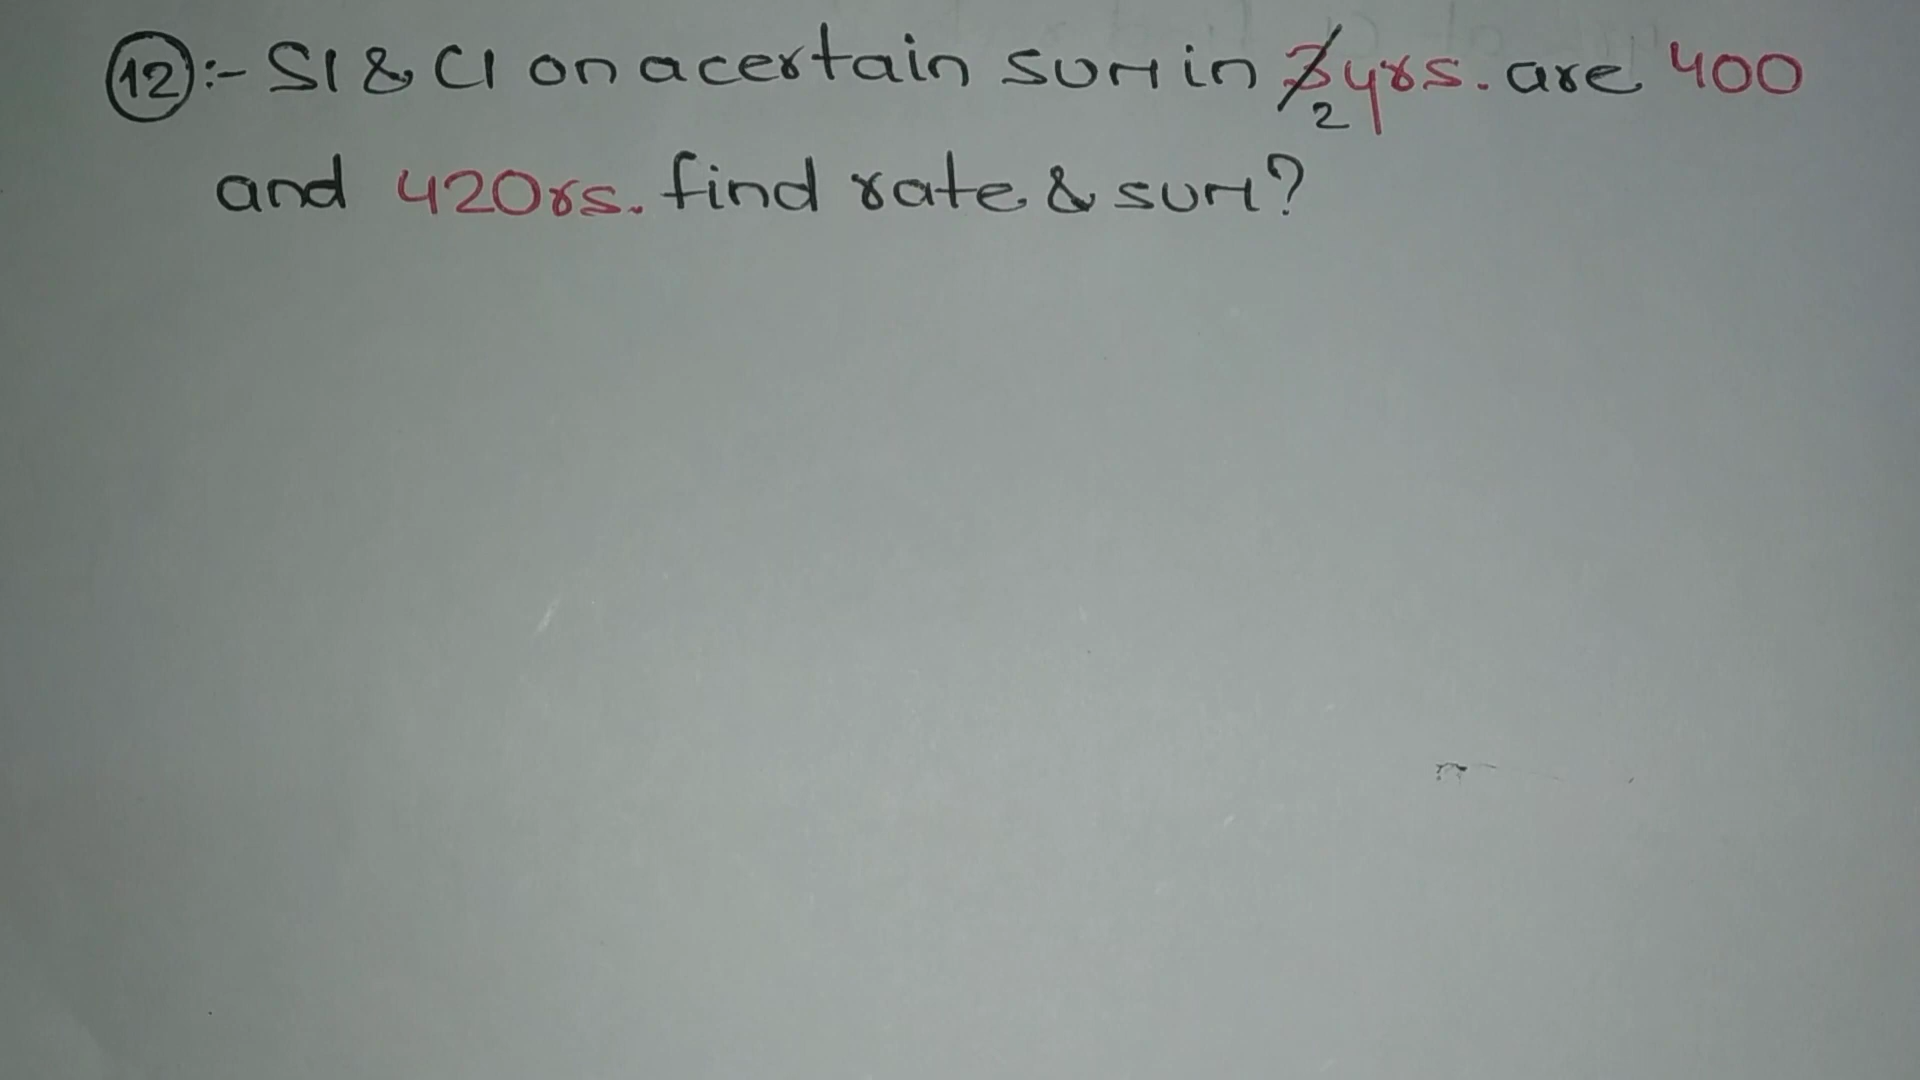 12:- SI & CI on a certain sum in 2 yrs. are 400
and 420rs. find rate & sum?